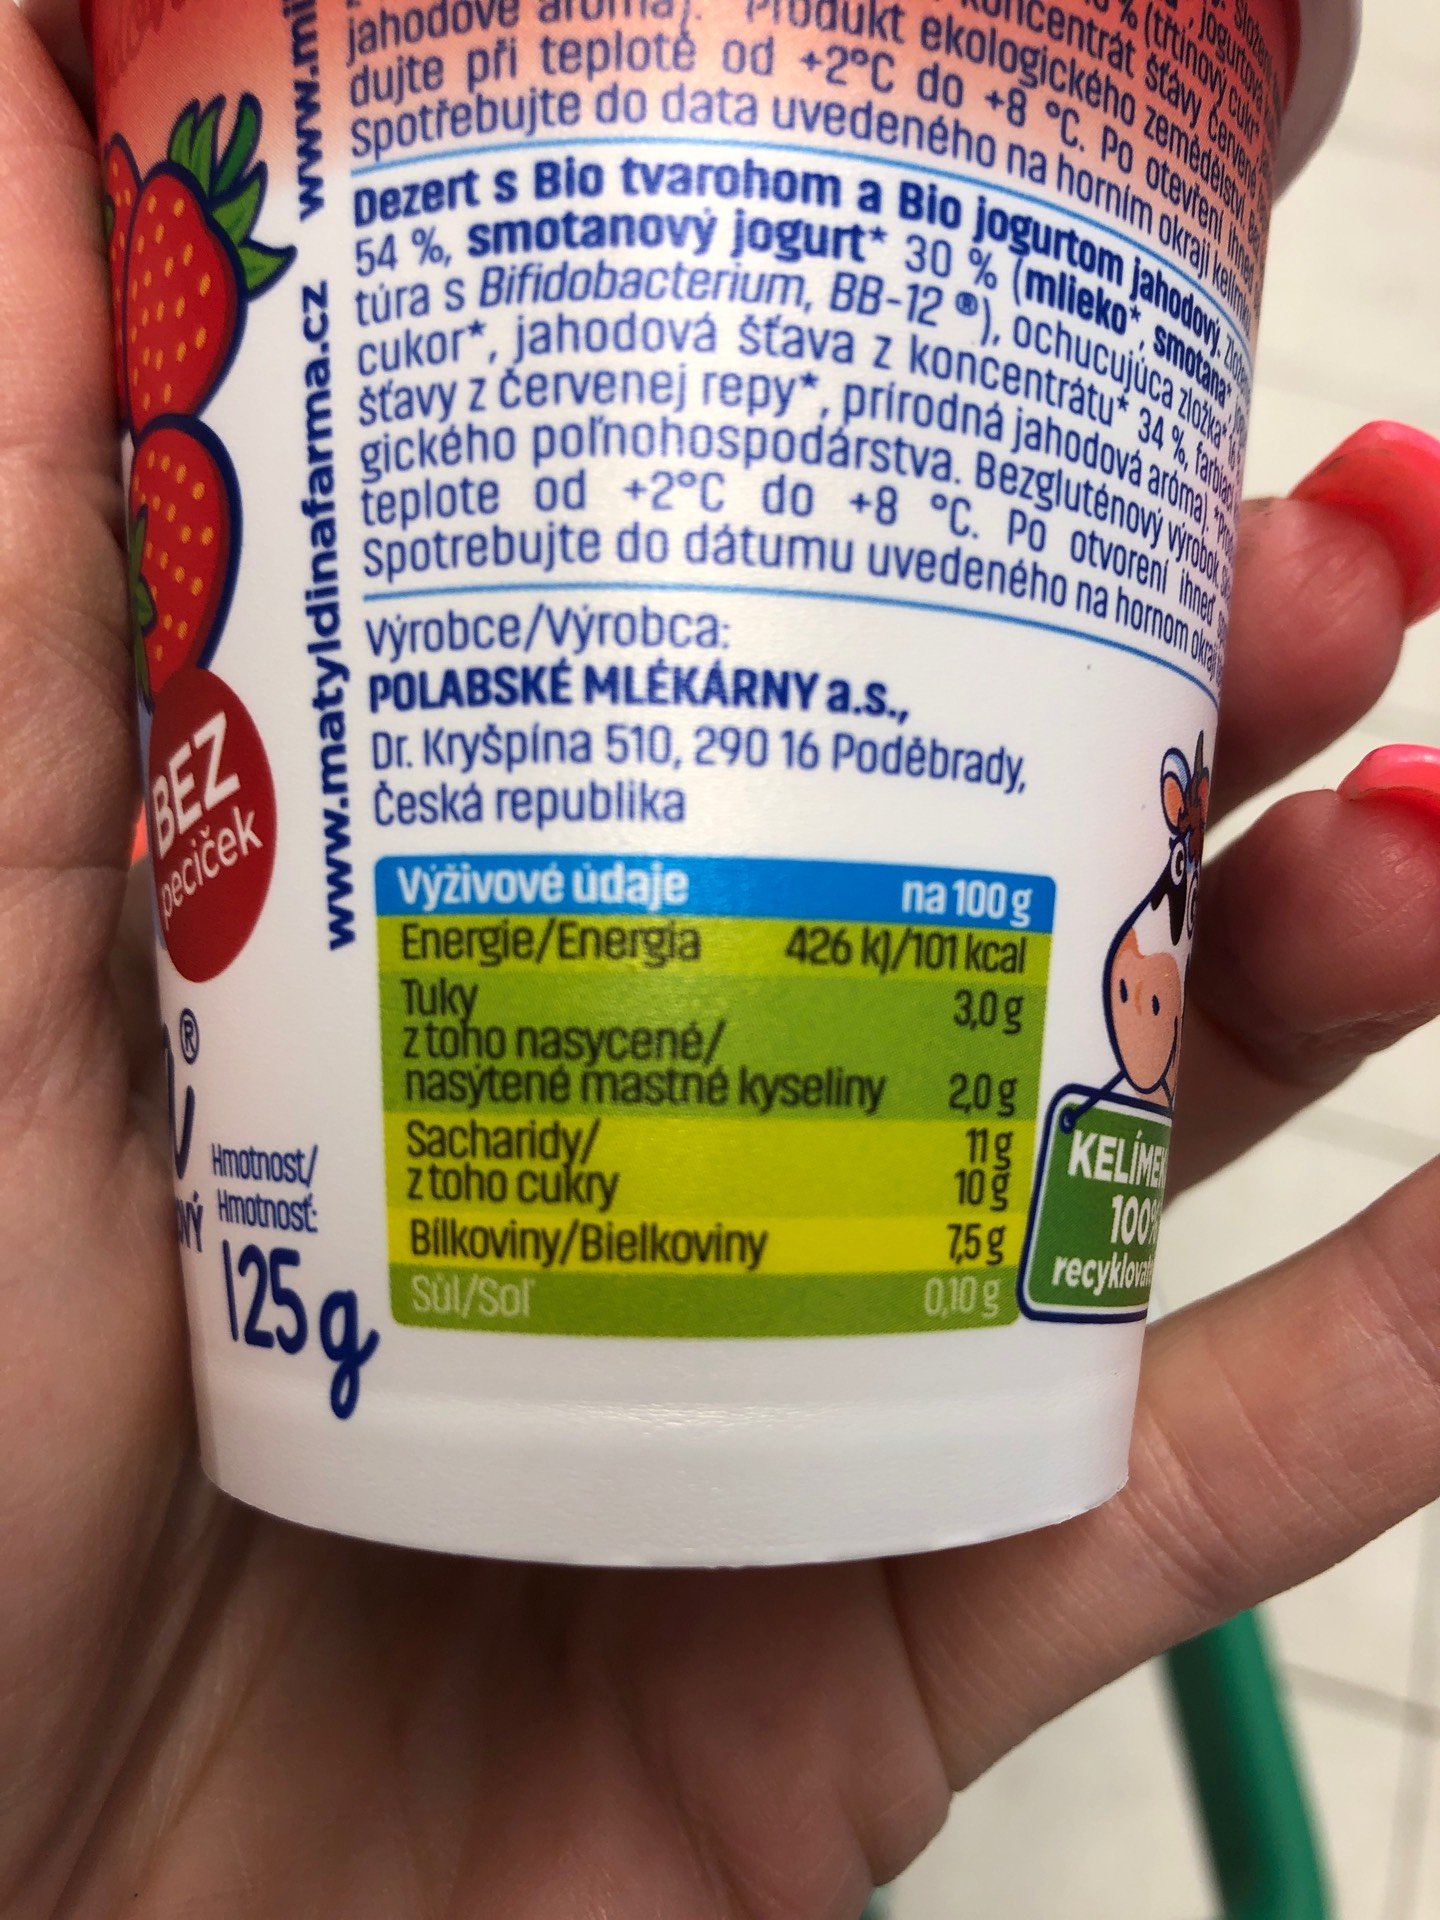 jahodové aroma). Produkt ekologického zemědělství.
dujte při teplotě od +2°C do +8 °C. Po otevření ihned
Spotřebujte do data uvedeného na horním okraji kelímku
Dezert s Bio tvarohom a Bio jogurtom jahodový.
54 %, smotanový jogurt* 30 % (mlieko*, smotana*,
túra s Bifidobacterium, BB-12 ®), ochucujúca zložka* 16 %
cukor*, jahodová šťava z koncentrátu* 34 %,
šťavy z červenej repy*, prírodná jahodová aróma).
gického poľnohospodárstva. Bezgluténový výrobok.
teplote od +2°C do +8 °C. Po otvorení ihneď
Spotrebujte do dátumu uvedeného na hornom okraji
www.matyldinafarma.cz
Výrobce/Výrobca:
POLABSKÉ MLÉKÁRNY a.s.,
Dr. Kryšpína 510, 290 16 Poděbrady,
Česká republika
BEZ
peciček
Výživové údaje na 100 g
Energie/Energia 426 kJ/101 kcal
Tuky 3,0 g
z toho nasycené/
nasýtené mastné kyseliny 2,0 g
Sacharidy/ 11 g
z toho cukry 10 g
Bílkoviny/Bielkoviny 7,5 g
Sůl/Soľ 0,10 g
Hmotnost/
Hmotnosť:
125 g
KELÍMEK
100%